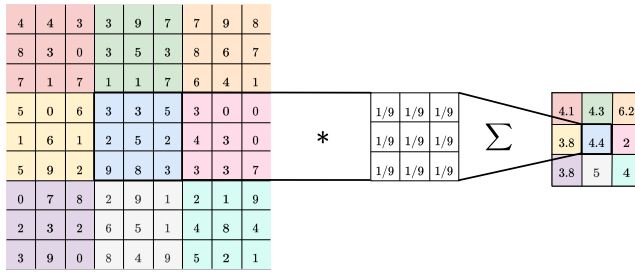 4 4 3 3 9 7 7 9 8
8 3 0 3 5 3 8 6 7
7 1 7 1 1 7 6 4 1
5 0 6 3 3 5 3 0 0 1/9 1/9 1/9 4.1 4.3 6.2
1 6 1 2 5 2 4 3 0 * 1/9 1/9 1/9 ∑ 3.8 4.4 2
5 9 2 9 8 3 3 3 7 1/9 1/9 1/9 3.8 5 4
0 7 8 2 9 1 2 1 9
2 3 2 6 5 1 4 8 4
3 9 0 8 4 9 5 2 1